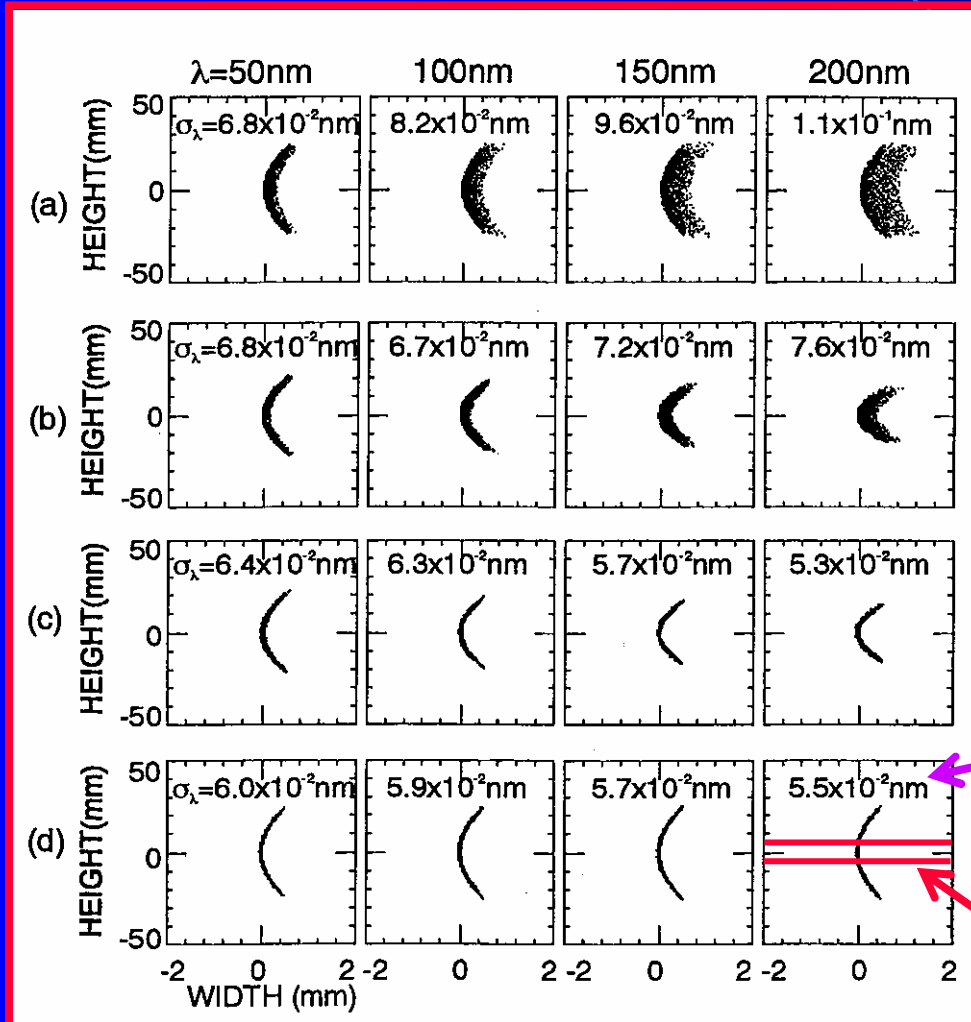 λ=50nm 100nm 150nm 200nm
(a)
HEIGHT(mm)
50
0
-50
σλ=6.8x10⁻²nm 8.2x10⁻²nm 9.6x10⁻²nm 1.1x10⁻¹nm
(b)
HEIGHT(mm)
50
0
-50
σλ=6.8x10⁻²nm 6.7x10⁻²nm 7.2x10⁻²nm 7.6x10⁻²nm
(c)
HEIGHT(mm)
50
0
-50
σλ=6.4x10⁻²nm 6.3x10⁻²nm 5.7x10⁻²nm 5.3x10⁻²nm
(d)
HEIGHT(mm)
50
0
-50
σλ=6.0x10⁻²nm 5.9x10⁻²nm 5.7x10⁻²nm 5.5x10⁻²nm
-2 0 2 -2 0 2 -2 0 2 -2 0 2
WIDTH (mm)